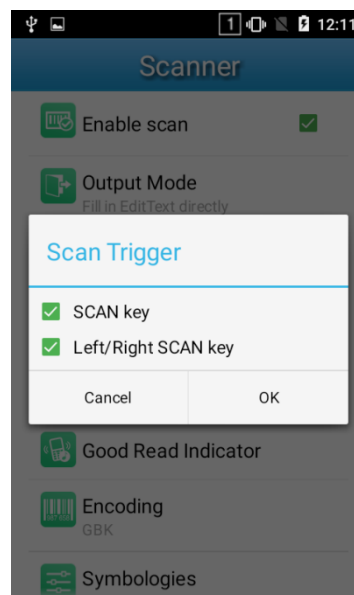 1 12:11
Scanner
Enable scan
Output Mode
Fill in EditText directly
Scan Trigger
SCAN key
Left/Right SCAN key
Cancel OK
Good Read Indicator
Encoding
GBK
Symbologies